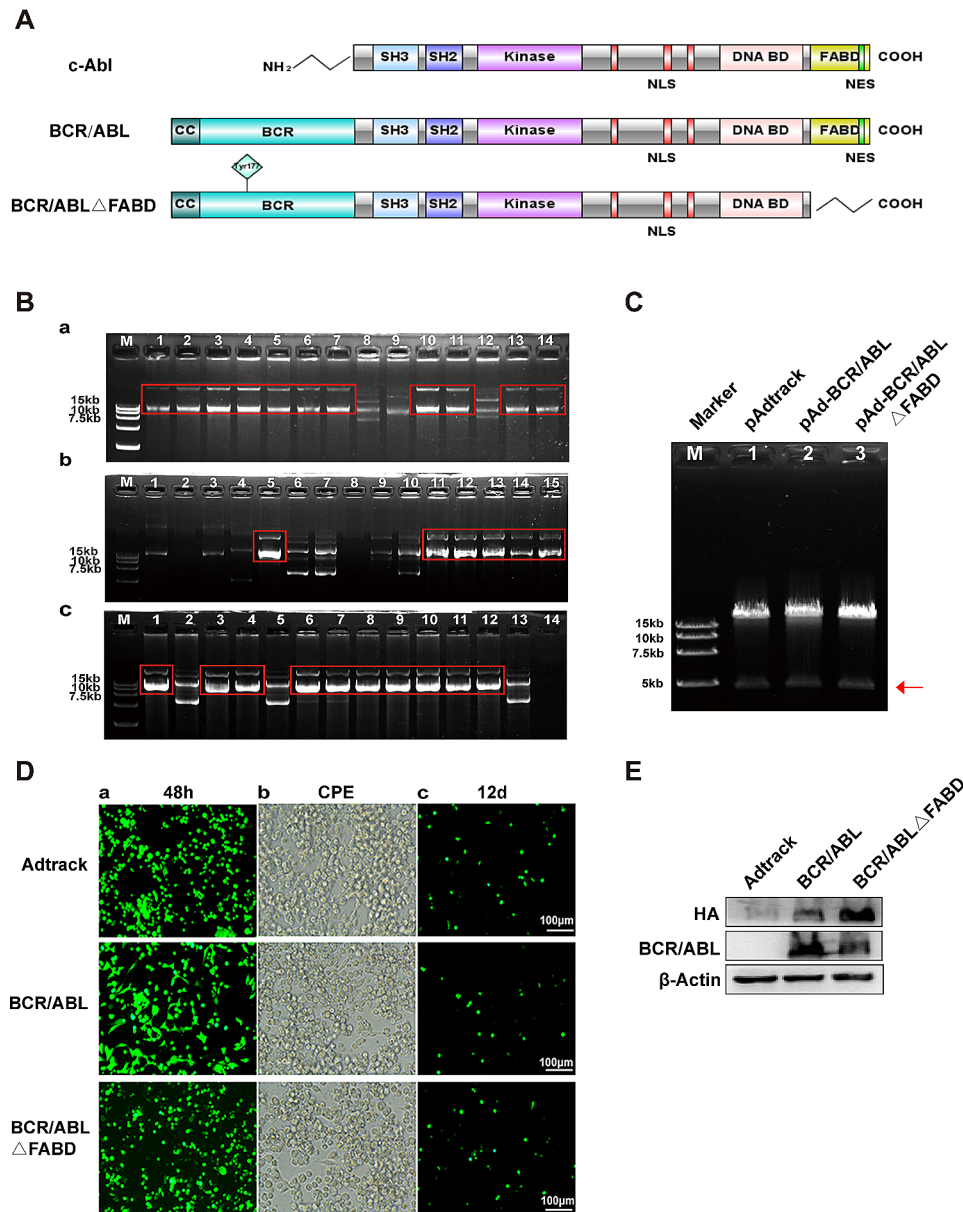 A
c-Abl
NH2
SH3
SH2
Kinase
DNA BD
FABD
COOH
NLS
NES
BCR/ABL
CC
BCR
SH3
SH2
Kinase
DNA BD
FABD
COOH
NLS
NES
Tyr177
BCR/ABL△FABD
CC
BCR
SH3
SH2
Kinase
DNA BD
COOH
NLS
B
a
M 1 2 3 4 5 6 7 8 9 10 11 12 13 14
15kb
10kb
7.5kb
b
M 1 2 3 4 5 6 7 8 9 10 11 12 13 14 15
15kb
10kb
7.5kb
c
M 1 2 3 4 5 6 7 8 9 10 11 12 13 14
15kb
10kb
7.5kb
C
Marker
pAdtrack
pAd-BCR/ABL
pAd-BCR/ABL
△FABD
M 1 2 3
15kb
10kb
7.5kb
5kb
D
a 48h b CPE c 12d
Adtrack
100μm
BCR/ABL
100μm
BCR/ABL
△FABD
100μm
E
Adtrack
BCR/ABL
BCR/ABL△FABD
HA
BCR/ABL
β-Actin